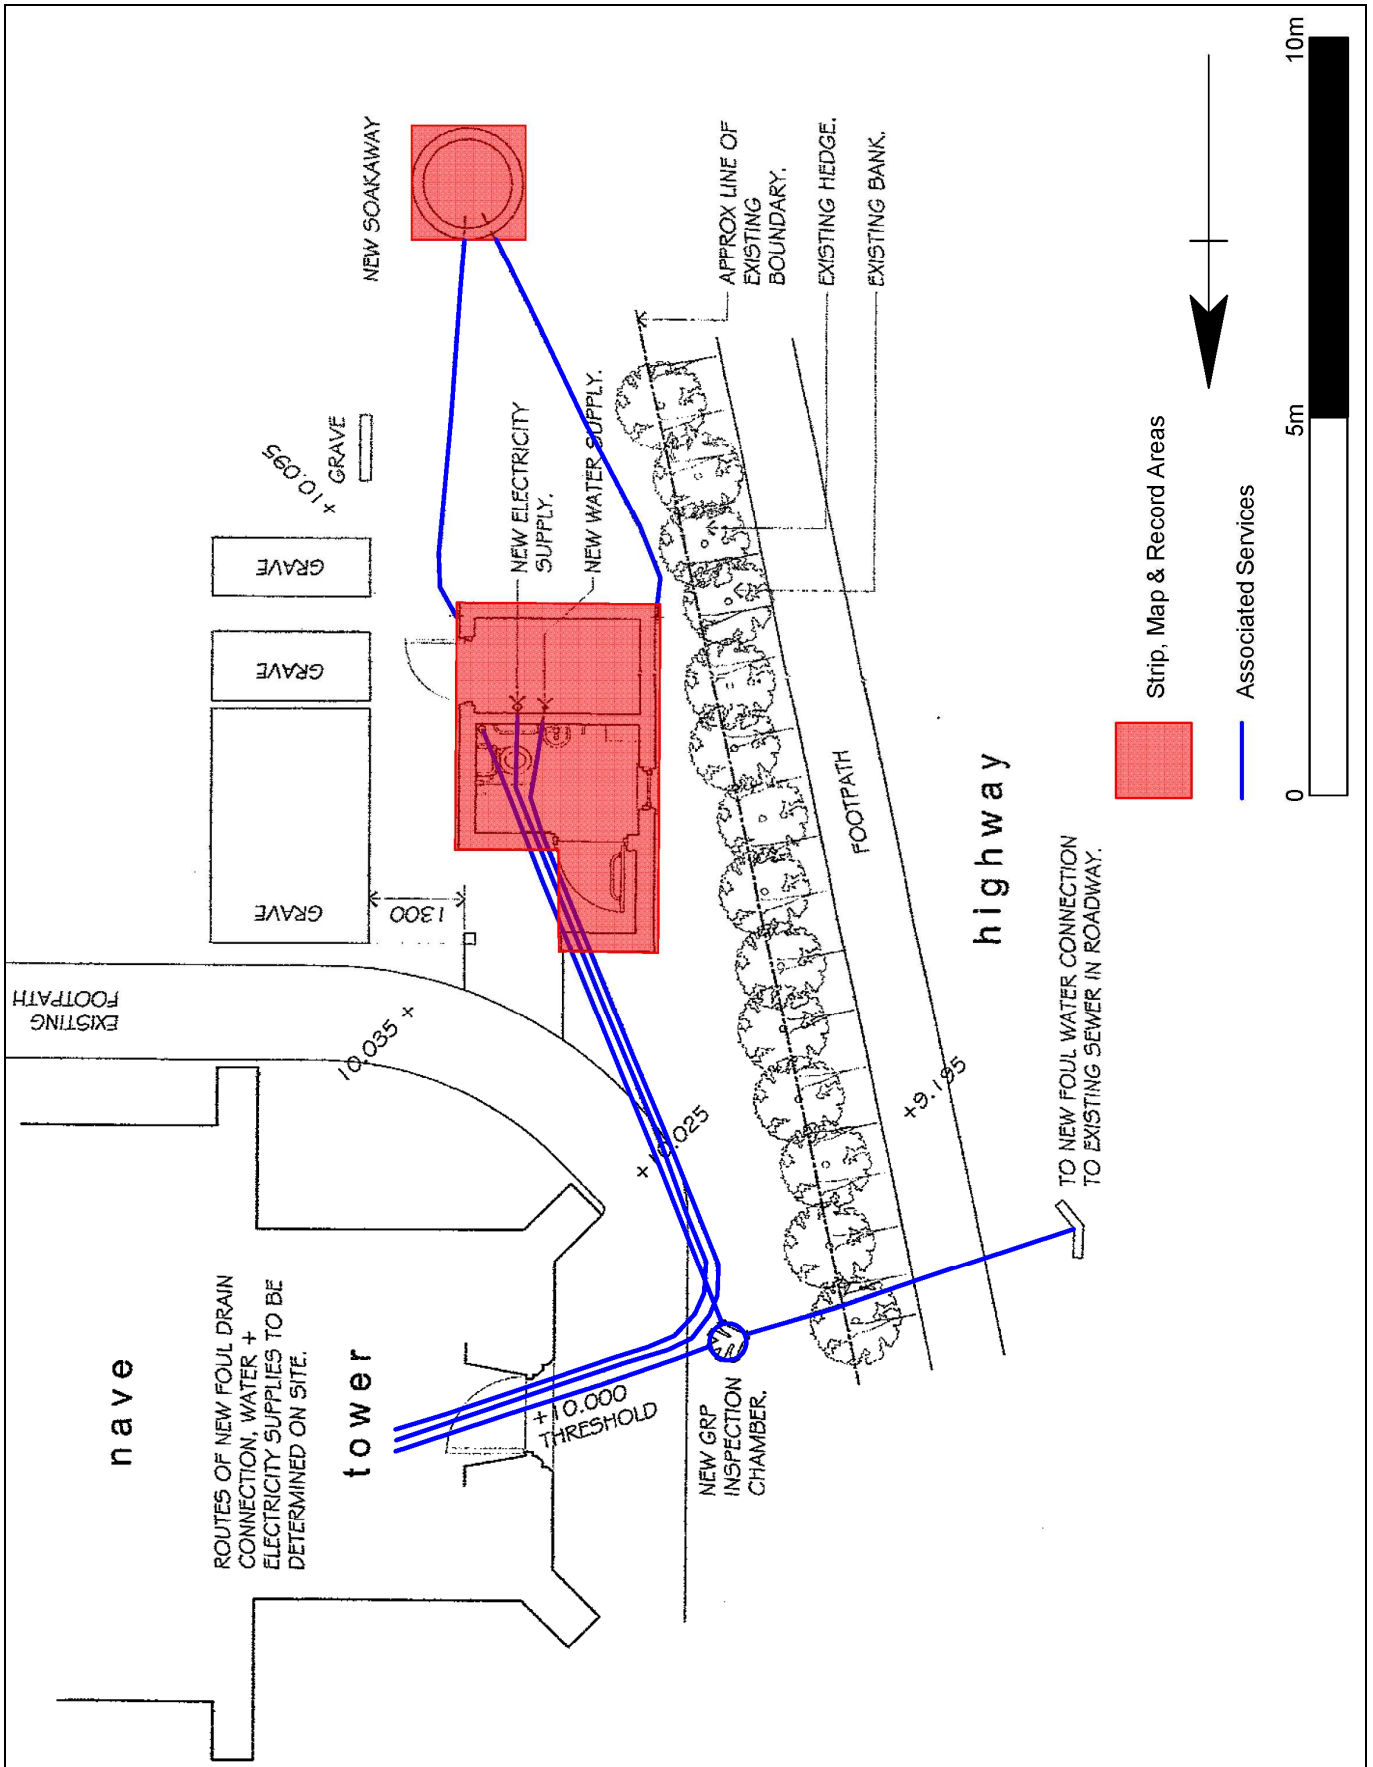 nave
ROUTES OF NEW FOUL DRAIN
CONNECTION, WATER +
ELECTRICITY SUPPLIES TO BE
DETERMINED ON SITE.
tower
+10.000
THRESHOLD
NEW GRP
INSPECTION
CHAMBER.
EXISTING
FOOTPATH
10.035 x
x
.025
GRAVE
1300
GRAVE
GRAVE
x 10.095
GRAVE
NEW SOAKAWAY
NEW ELECTRICITY
SUPPLY.
NEW WATER SUPPLY.
APPROX LINE OF
EXISTING
BOUNDARY.
EXISTING HEDGE.
EXISTING BANK.
FOOTPATH
+9.195
highway
TO NEW FOUL WATER CONNECTION
TO EXISTING SEWER IN ROADWAY.
Strip, Map & Record Areas
Associated Services
0
5m
10m